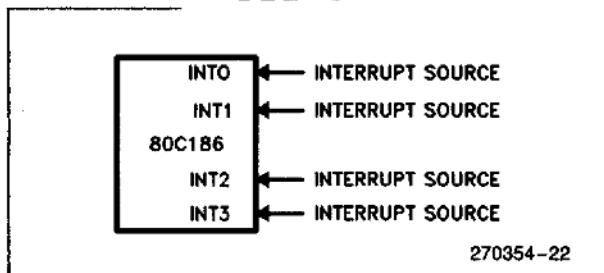 INT0 INTERRUPT SOURCE
INT1 INTERRUPT SOURCE
80C186
INT2 INTERRUPT SOURCE
INT3 INTERRUPT SOURCE
270354-22